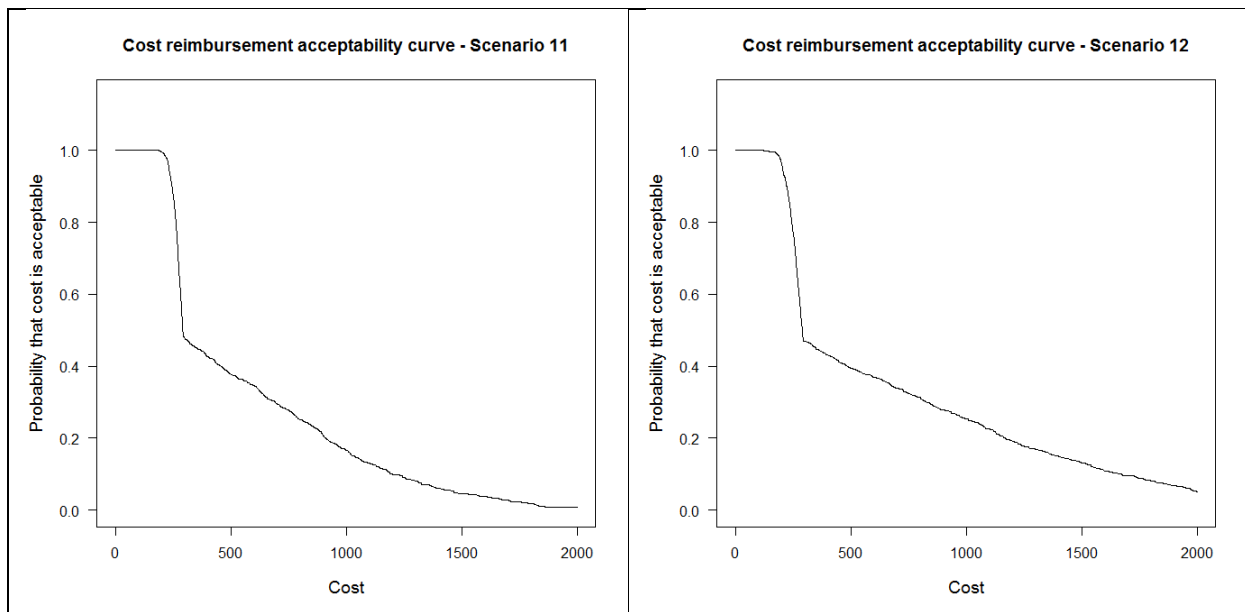 Cost reimbursement acceptability curve - Scenario 11
Probability that cost is acceptable
1.0
0.8
0.6
0.4
0.2
0.0
0 500 1000 1500 2000
Cost
Cost reimbursement acceptability curve - Scenario 12
Probability that cost is acceptable
1.0
0.8
0.6
0.4
0.2
0.0
0 500 1000 1500 2000
Cost